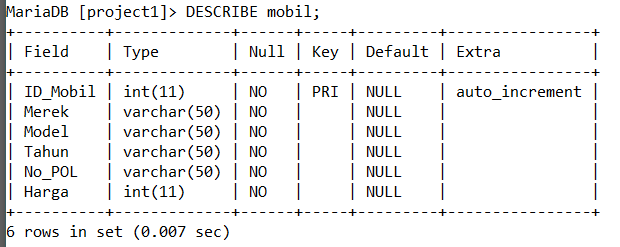 MariaDB [project1]> DESCRIBE mobil;
+----------+-------------+------+-----+---------+----------------+
| Field    | Type        | Null | Key | Default | Extra          |
+----------+-------------+------+-----+---------+----------------+
| ID_Mobil | int(11)     | NO   | PRI | NULL    | auto_increment |
| Merek    | varchar(50) | NO   |     | NULL    |                |
| Model    | varchar(50) | NO   |     | NULL    |                |
| Tahun    | varchar(50) | NO   |     | NULL    |                |
| No_POL   | varchar(50) | NO   |     | NULL    |                |
| Harga    | int(11)     | NO   |     | NULL    |                |
+----------+-------------+------+-----+---------+----------------+
6 rows in set (0.007 sec)